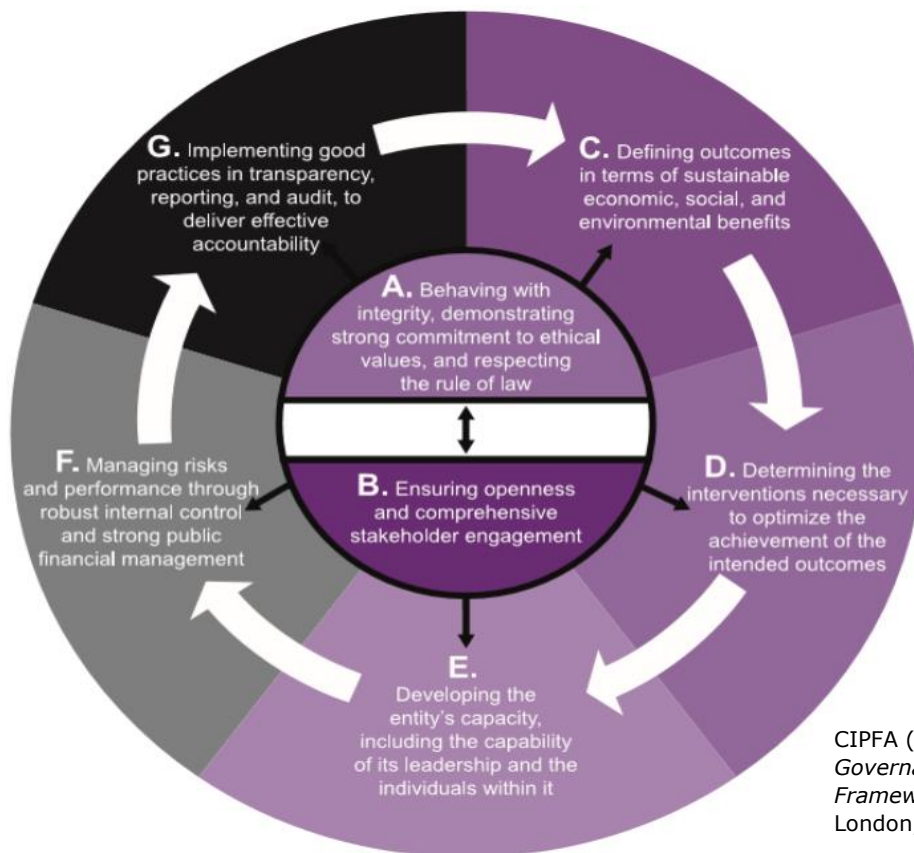 G. Implementing good
practices in transparency,
reporting, and audit, to
deliver effective
accountability
C. Defining outcomes
in terms of sustainable
economic, social, and
environmental benefits
A. Behaving with
integrity, demonstrating
strong commitment to ethical
values, and respecting
the rule of law
F. Managing risks
and performance through
robust internal control
and strong public
financial management
B. Ensuring openness
and comprehensive
stakeholder engagement
D. Determining the
interventions necessary
to optimize the
achievement of the
intended outcomes
E.
Developing the
entity's capacity,
including the capability
of its leadership and the
individuals within it
CIPFA (
London